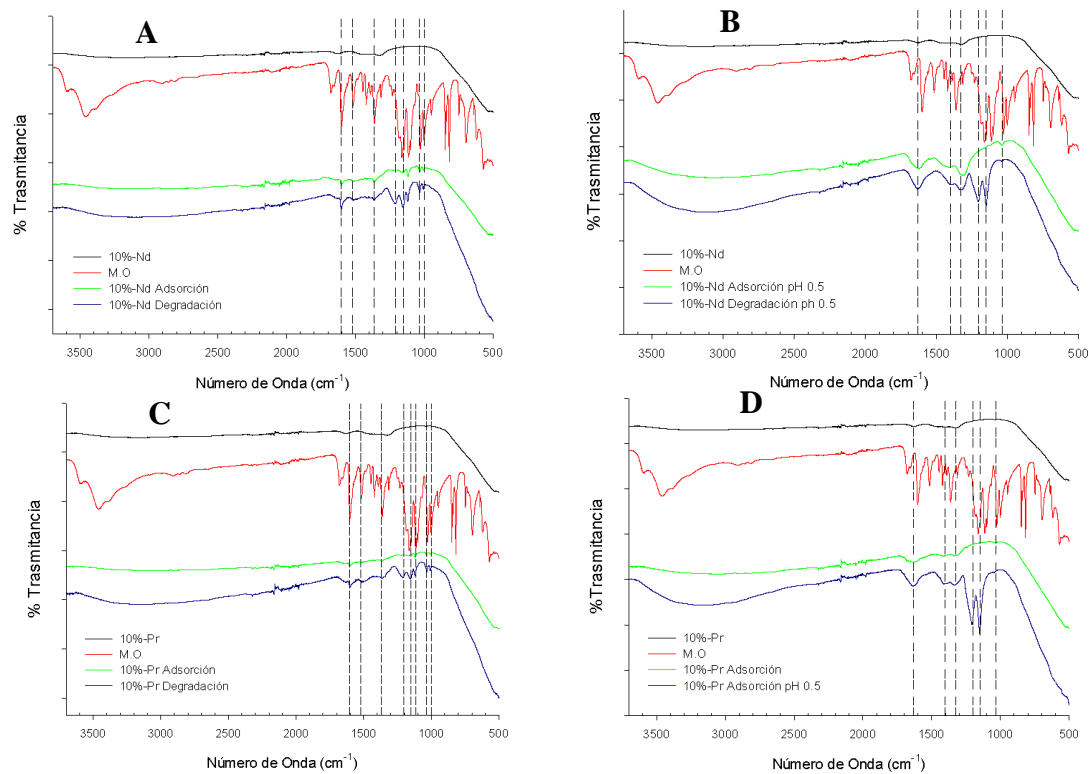 A
% Trasmitancia
10%-Nd
M.O
10%-Nd Adsorción
10%-Nd Degradación
3500 3000 2500 2000 1500 1000 500
Número de Onda (cm-1)
B
% Trasmitancia
10%-Nd
M.O
10%-Nd Adsorción pH 0.5
10%-Nd Degradación ph 0.5
3500 3000 2500 2000 1500 1000 500
Número de Onda (cm-1)
C
% Trasmitancia
10%-Pr
M.O
10%-Pr Adsorción
10%-Pr Degradación
3500 3000 2500 2000 1500 1000 500
Número de Onda (cm-1)
D
%Trasmitancia
10%-Pr
M.O
10%-Pr Adsorción
10%-Pr Adsorción pH 0.5
3500 3000 2500 2000 1500 1000 500
Número de Onda (cm-1)